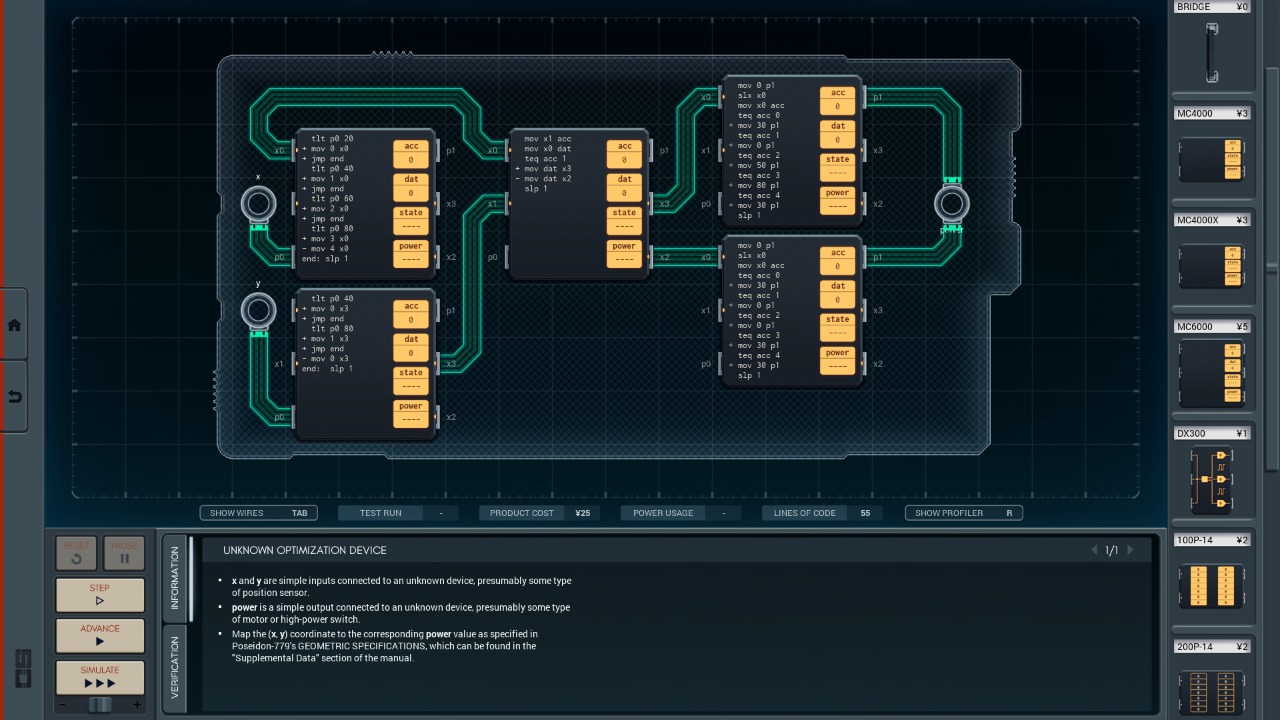 BRIDGE ¥0
MC4000 ¥3
MC4000X ¥3
MC6000 ¥5
DX300 ¥1
100P-14 ¥2
200P-14 ¥2
x
y
tlt p0 20
+ mov 0 x0
+ jmp end
tlt p0 40
+ mov 1 x0
+ jmp end
tlt p0 60
+ mov 2 x0
+ jmp end
tlt p0 80
+ mov 3 x0
- mov 4 x0
end: slp 1
acc
0
dat
0
state
----
power
----
x0
p0
p1
x3
x2
tlt p0 40
+ mov 0 x3
+ jmp end
tlt p0 80
+ mov 1 x3
+ jmp end
- mov 0 x3
end:  slp 1
acc
0
dat
0
state
----
power
----
x1
p0
p1
x3
x2
mov x1 acc
mov x0 dat
teq acc 1
+ mov dat x3
- mov dat x2
slp 1
acc
0
dat
0
state
----
power
----
x0
x1
p0
p1
x3
x2
mov 0 p1
slx x0
mov x0 acc
teq acc 0
+ mov 30 p1
teq acc 1
+ mov 0 p1
teq acc 2
+ mov 50 p1
teq acc 3
+ mov 80 p1
teq acc 4
+ mov 30 p1
slp 1
acc
0
dat
0
state
----
power
----
x0
x1
p0
p1
x3
x2
mov 0 p1
slx x0
mov x0 acc
teq acc 0
+ mov 30 p1
teq acc 1
+ mov 0 p1
teq acc 2
+ mov 0 p1
teq acc 3
+ mov 30 p1
teq acc 4
+ mov 30 p1
slp 1
acc
0
dat
0
state
----
power
----
x0
x1
p0
p1
x3
x2
power
SHOW WIRES TAB
TEST RUN -
PRODUCT COST ¥25
POWER USAGE -
LINES OF CODE 55
SHOW PROFILER R
RESET
PAUSE
STEP
ADVANCE
SIMULATE
- +
INFORMATION
VERIFICATION
UNKNOWN OPTIMIZATION DEVICE
1/1
▪ x and y are simple inputs connected to an unknown device, presumably some type
of position sensor.
▪ power is a simple output connected to an unknown device, presumably some type
of motor or high-power switch.
▪ Map the (x, y) coordinate to the corresponding power value as specified in
Poseidon-779's GEOMETRIC SPECIFICATIONS, which can be found in the
"Supplemental Data" section of the manual.